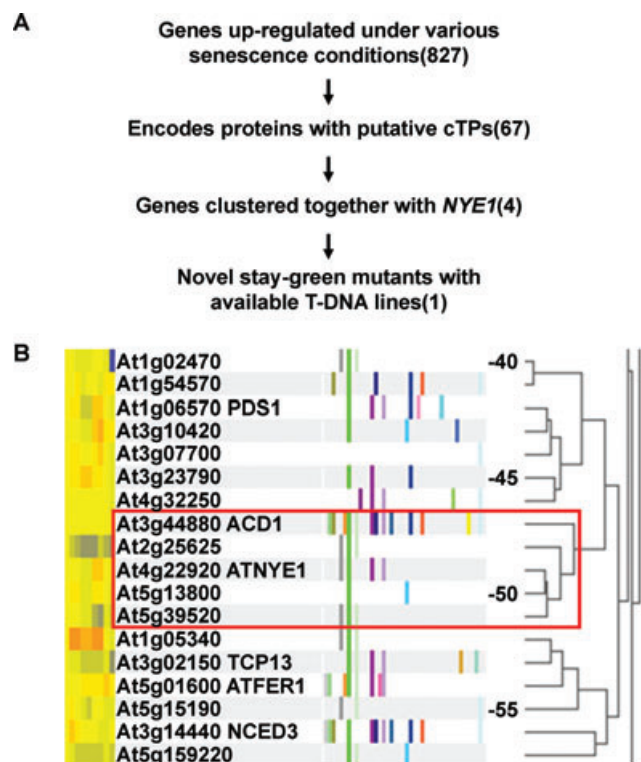 A
Genes up-regulated under various
senescence conditions(827)
Encodes proteins with putative cTPs(67)
Genes clustered together with NYE1(4)
Novel stay-green mutants with
available T-DNA lines(1)
B
At1g02470 -40
At1g54570
At1g06570 PDS1
At3g10420
At3g07700
At3g23790 -45
At4g32250
At3g44880 ACD1
At2g25625
At4g22920 ATNYE1
At5g13800 -50
At5g39520
At1g05340
At3g02150 TCP13
At5g01600 ATFER1
At5g15190 -55
At3g14440 NCED3
At5g159220